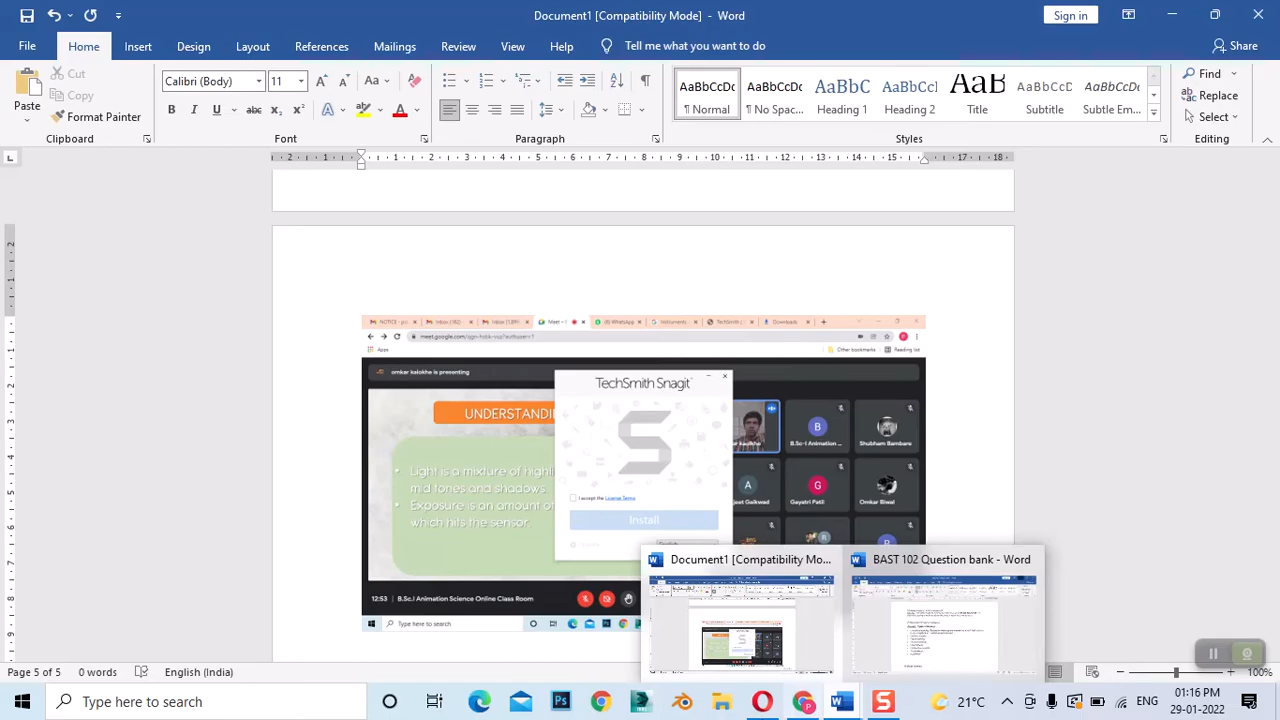 Document1 [Compatibility Mode] - Word
Sign in
File Home Insert Design Layout References Mailings Review View Help Tell me what you want to do Share
Paste
Cut
Copy
Format Painter
Clipboard
Calibri (Body) 11
Font
Paragraph
AaBbCcDc AaBbCcDc AaBbC AaBbCcI AaB AaBbCcD AaBbCcDc
¶ Normal ¶ No Spac... Heading 1 Heading 2 Title Subtitle Subtle Em...
Styles
Find
Replace
Select
Editing
omkar kalokhe is presenting
UNDERSTANDIN
Light is a mixture of highli
mid tones and shadows.
Exposure is an amount o
which hits the sensor.
TechSmith Snagit
I accept the License Terms
Install
B.Sc-I Animation ...
Shubham Bambare
Gayatri Patil
Omkar Biwal
12:53 | B.Sc.I Animation Science Online Class Room
Type here to search
Document1 [Compatibility Mo...
BAST 102 Question bank - Word
Page 5 of 5 0 words English (India) 100%
Type here to search
21°C
ENG
01:16 PM
29-01-2022